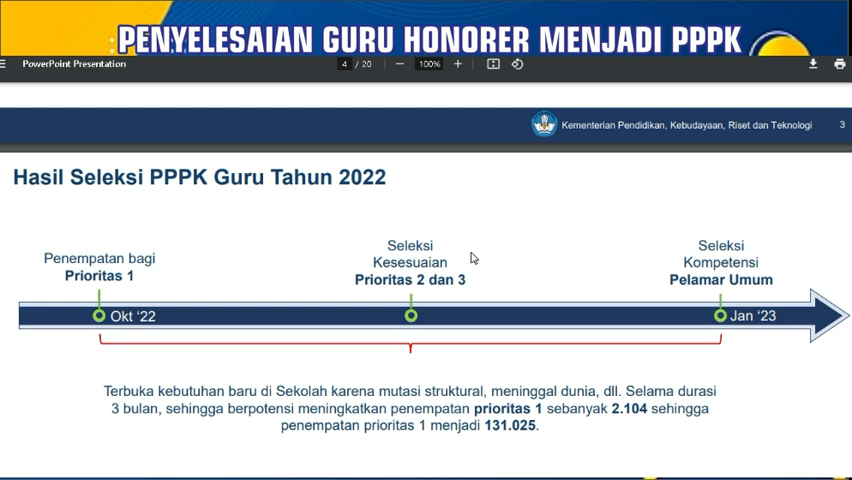 PENYELESAIAN GURU HONORER MENJADI PPPK
PowerPoint Presentation
4 / 20
100%
Kementerian Pendidikan, Kebudayaan, Riset dan Teknologi
3
Hasil Seleksi PPPK Guru Tahun 2022
Penempatan bagi
Prioritas 1
Seleksi
Kesesuaian
Prioritas 2 dan 3
Seleksi
Kompetensi
Pelamar Umum
Okt ‘22
Jan ‘23
Terbuka kebutuhan baru di Sekolah karena mutasi struktural, meninggal dunia, dll. Selama durasi
3 bulan, sehingga berpotensi meningkatkan penempatan prioritas 1 sebanyak 2.104 sehingga
penempatan prioritas 1 menjadi 131.025.